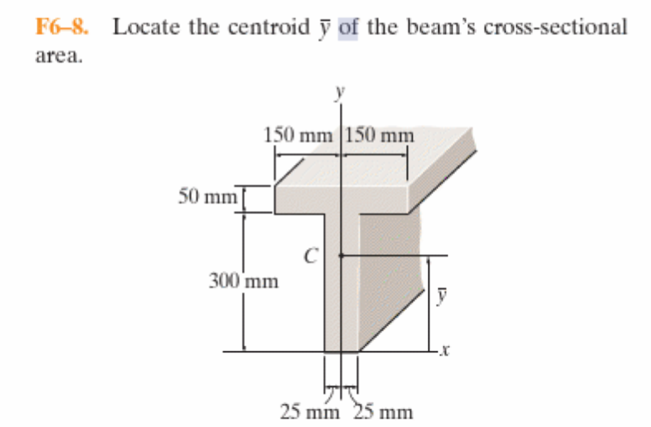 F6–8. Locate the centroid ȳ of the beam's cross-sectional
area.
y
150 mm 150 mm
50 mm
C
300 mm
ȳ
x
25 mm 25 mm